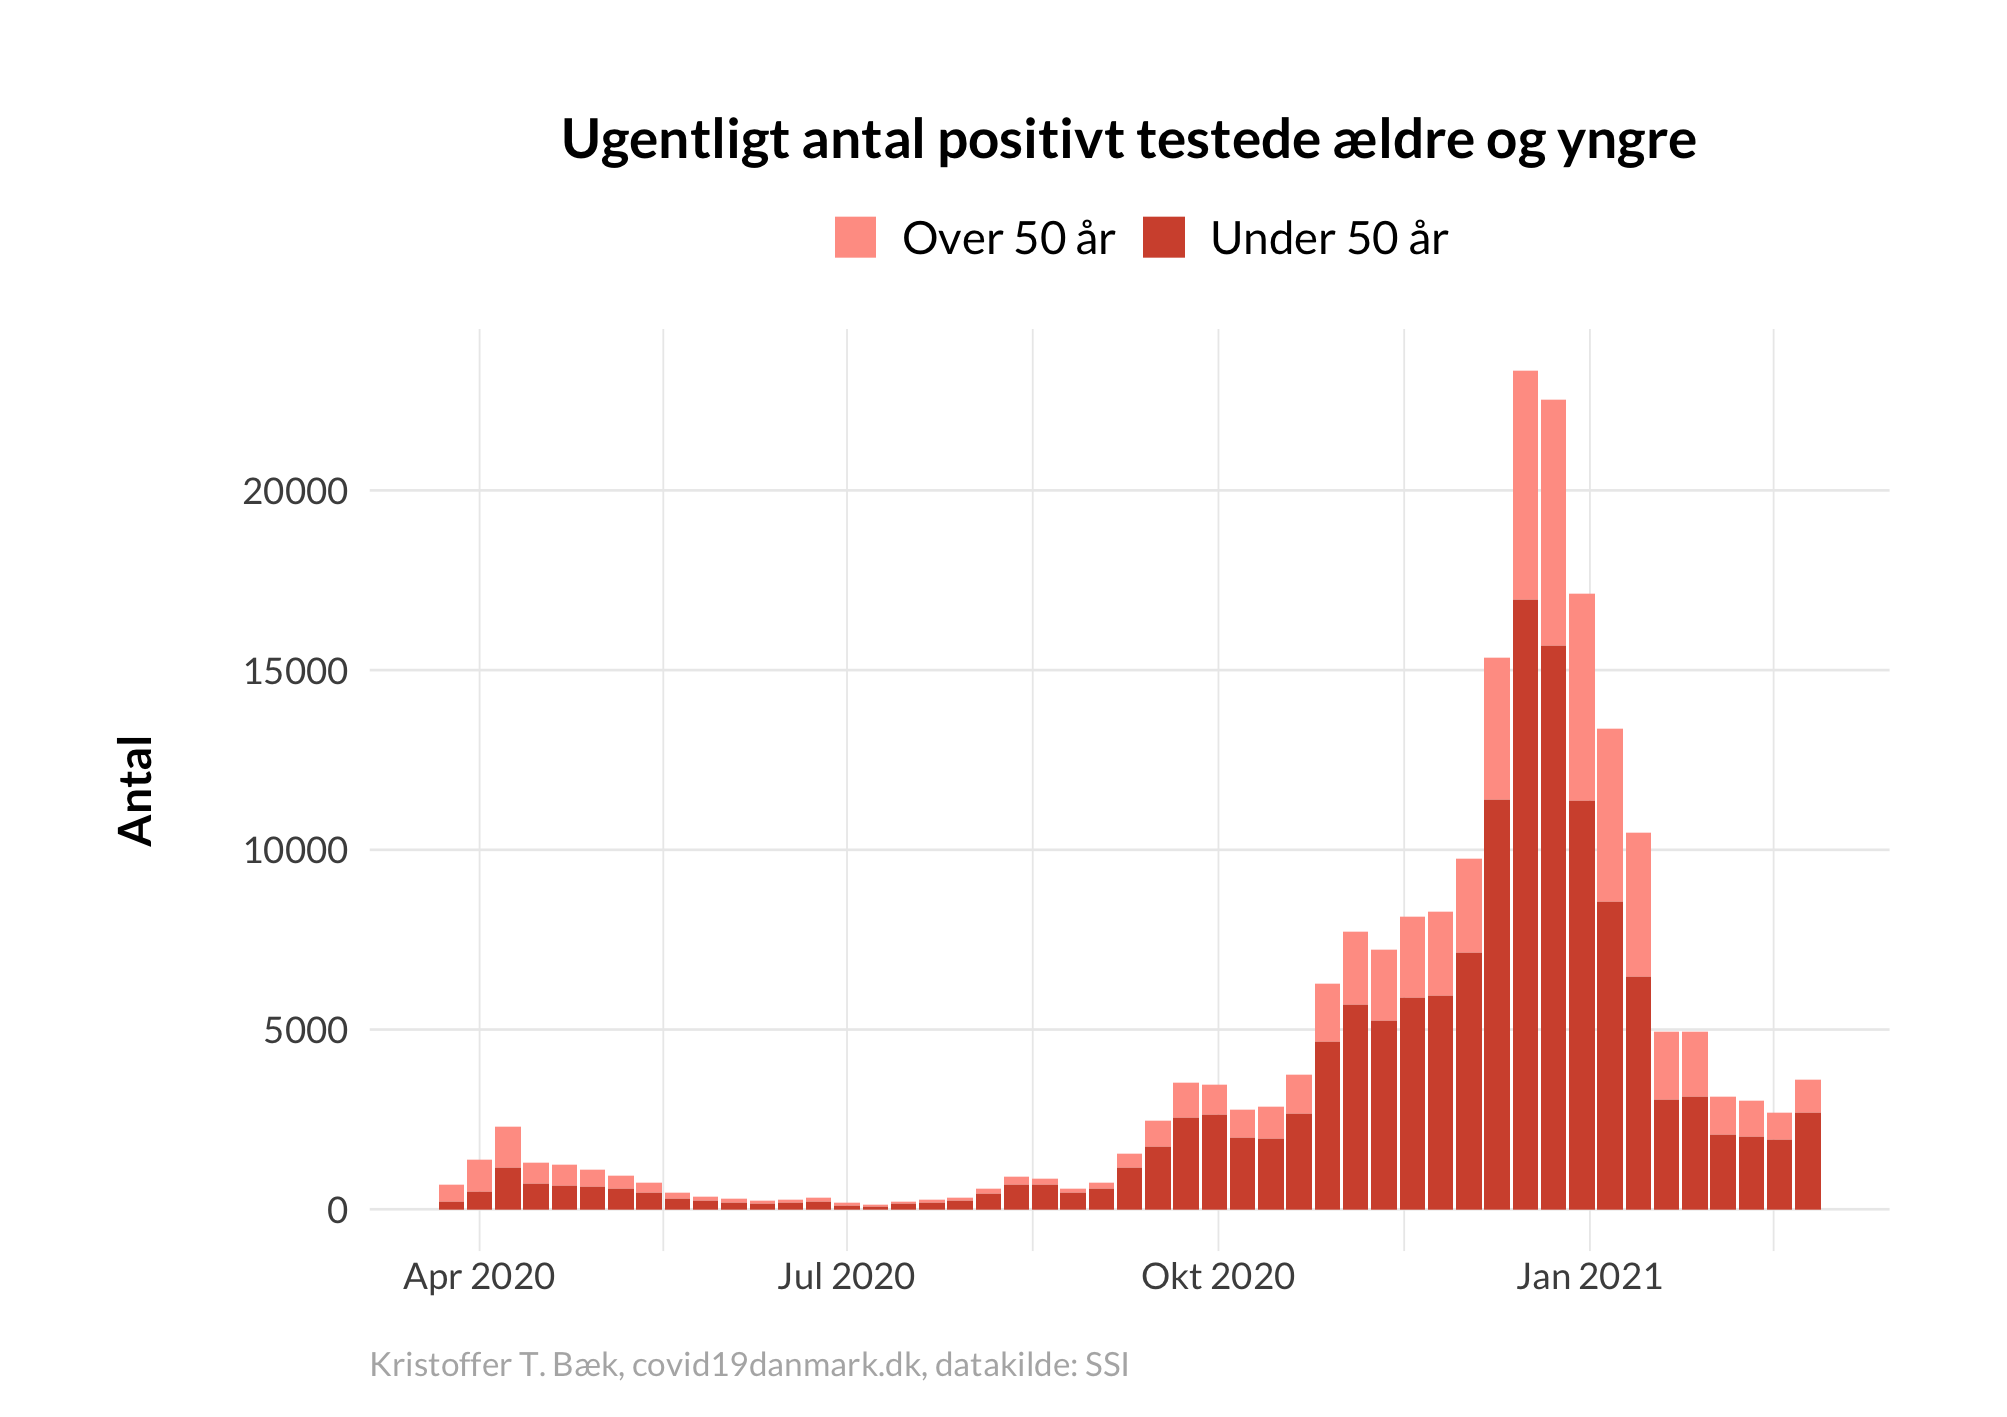 Ugentligt antal positivt testede ældre og yngre
Over 50 år Under 50 år
Antal
20000
15000
10000
5000
0
Apr 2020 Jul 2020 Okt 2020 Jan 2021
Kristoffer T. Bæk, covid19danmark.dk, datakilde: SSI